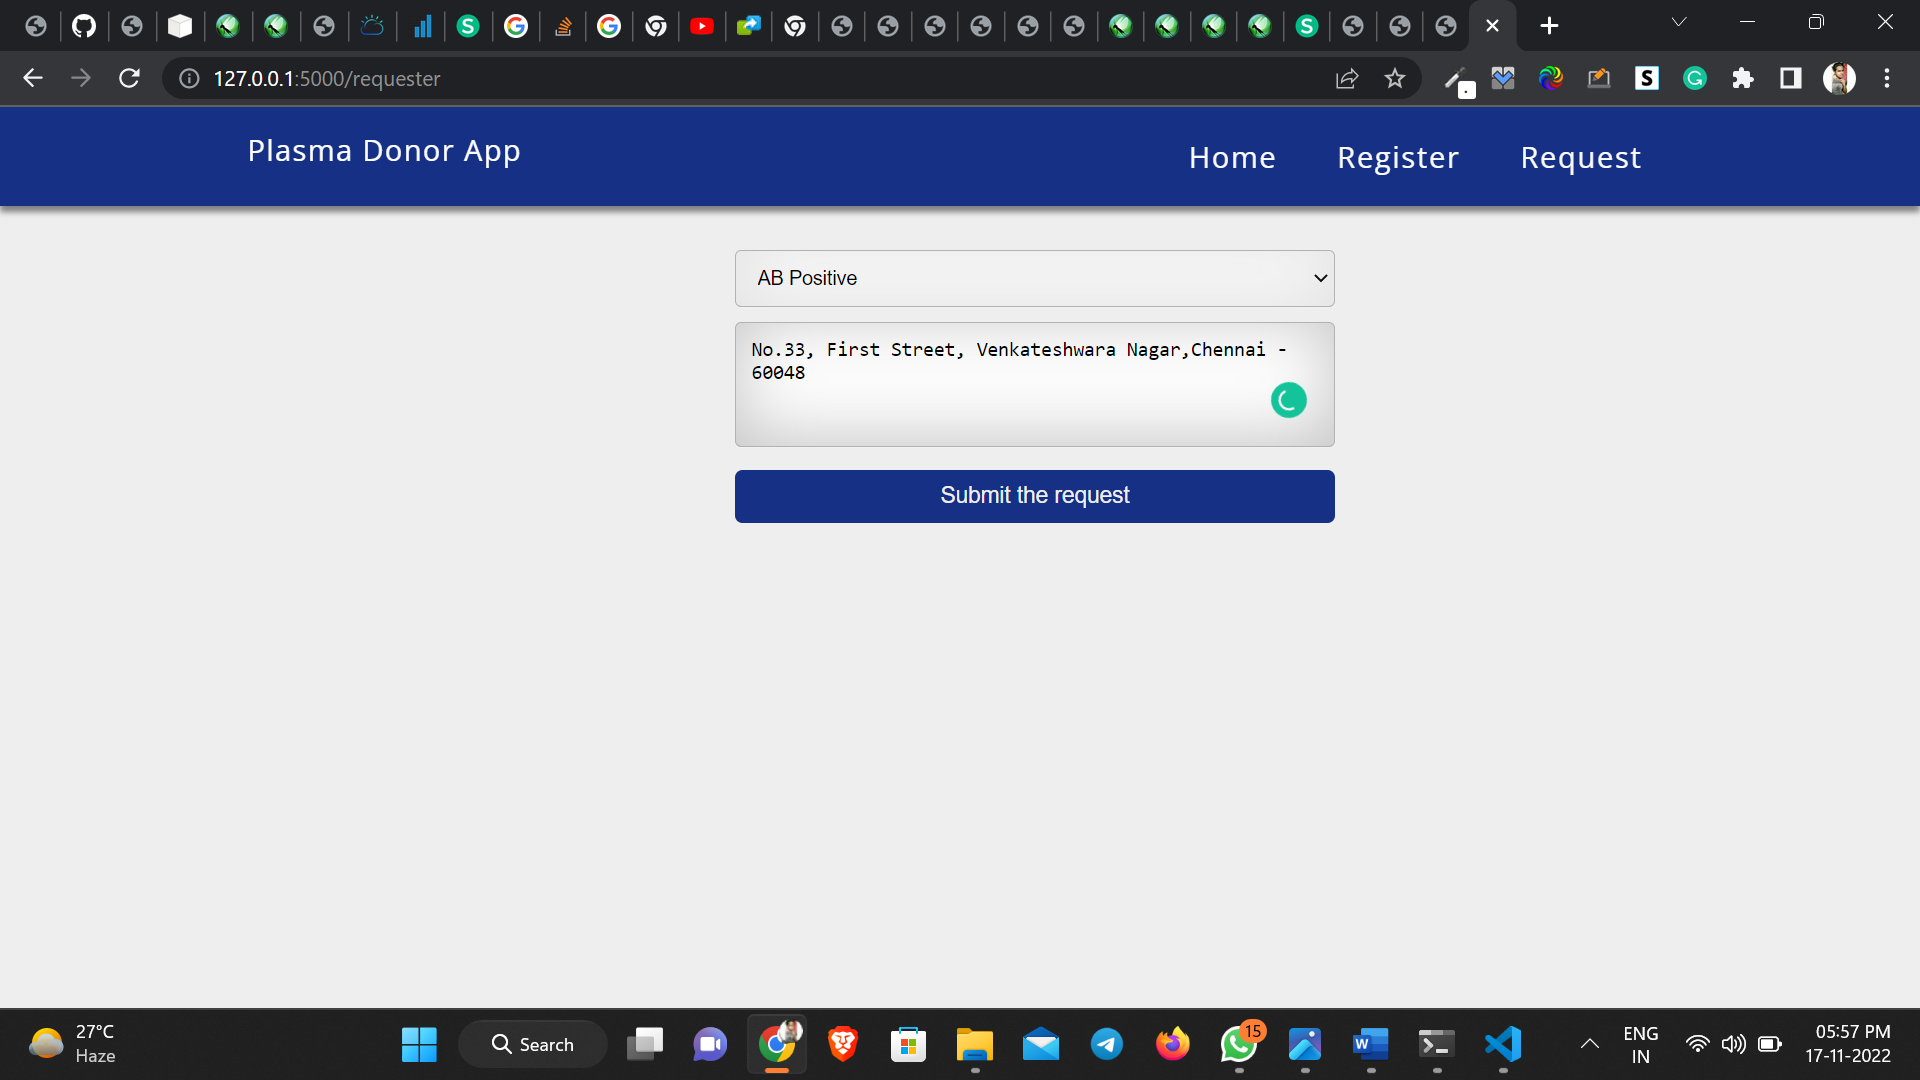 127.0.0.1:5000/requester
Plasma Donor App
Home
Register
Request
AB Positive
No.33, First Street, Venkateshwara Nagar,Chennai -
60048
Submit the request
27°C
Haze
Search
15
ENG
IN
05:57 PM
17-11-2022